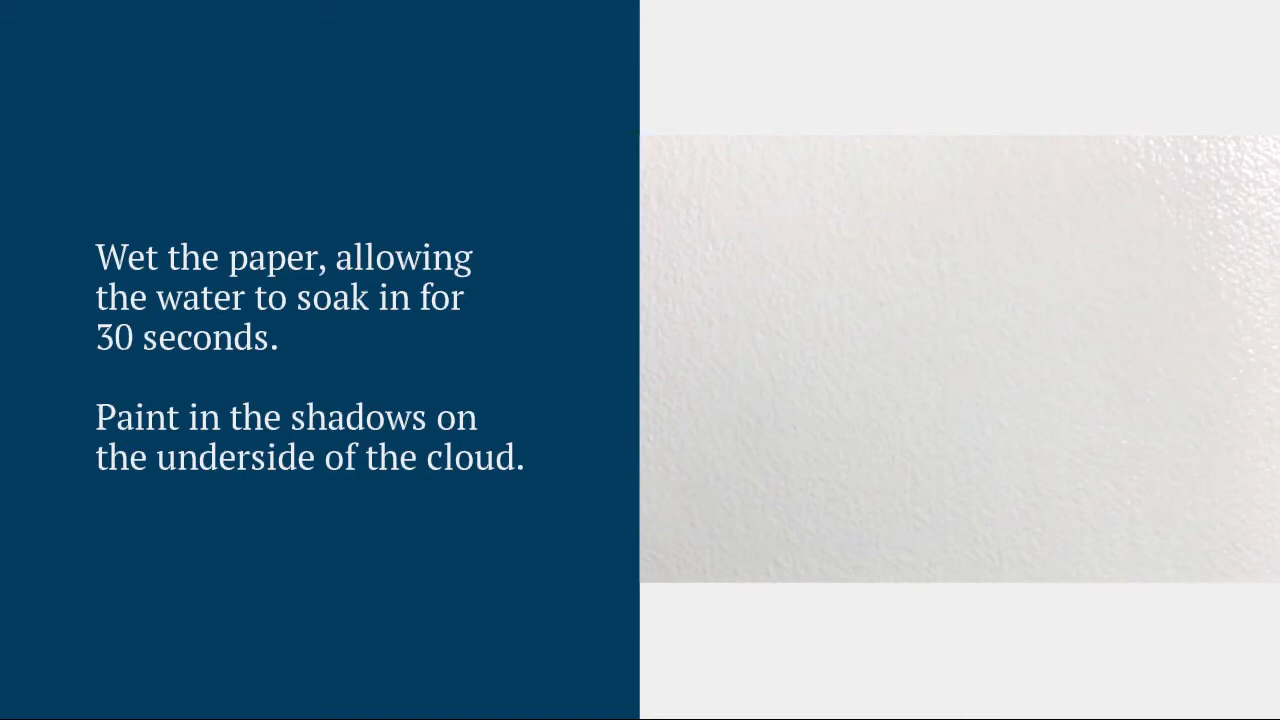 Wet the paper, allowing
the water to soak in for
30 seconds.
Paint in the shadows on
the underside of the cloud.